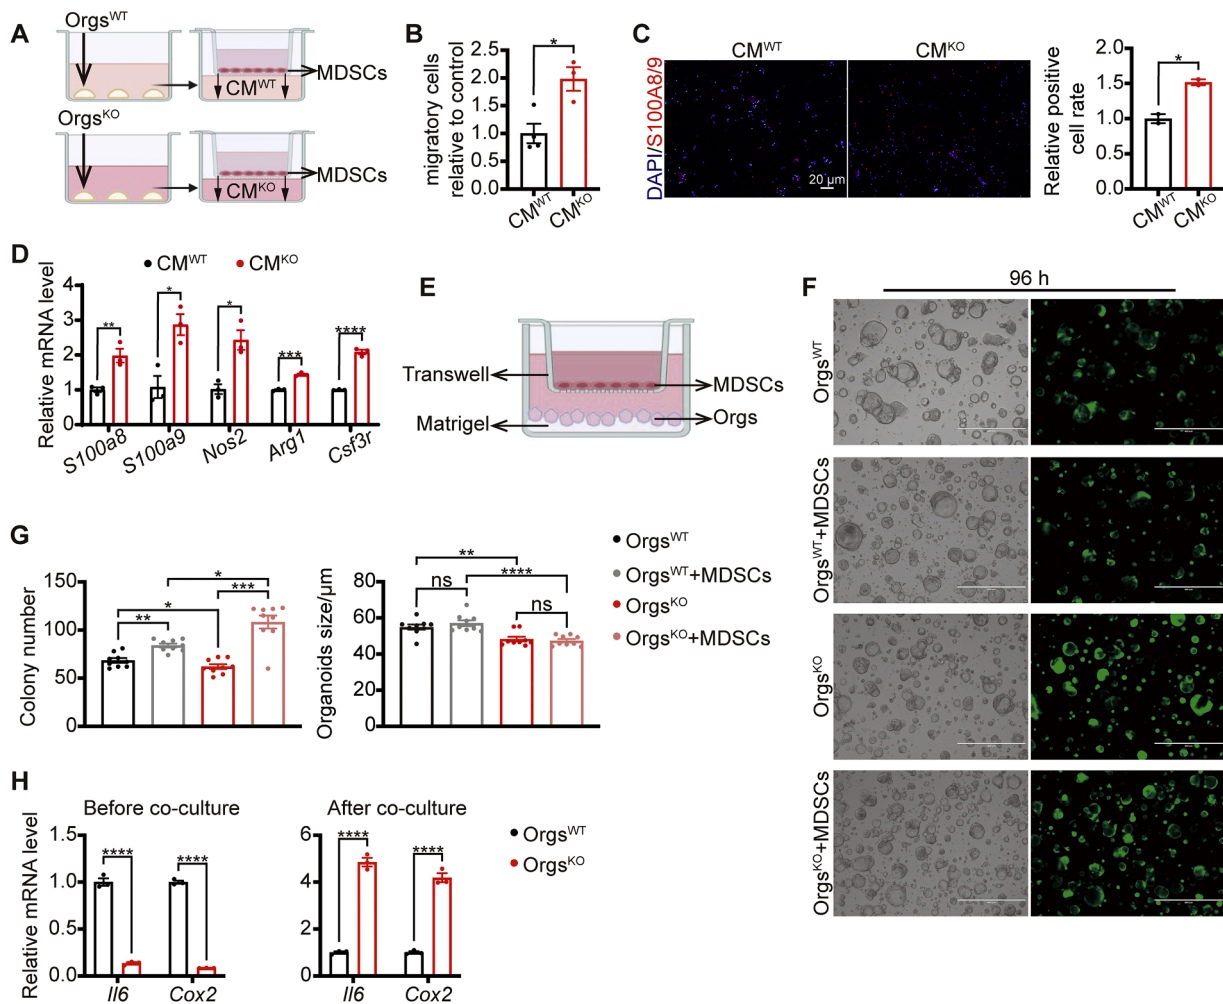 A
Orgs^WT
CM^WT
MDSCs
Orgs^KO
CM^KO
MDSCs
B
migratory cells
relative to control
2.5
2.0
1.5
1.0
0.5
0.0
*
CM^WT
CM^KO
C
CM^WT
CM^KO
DAPI/S100A8/9
20 µm
Relative positive
cell rate
2.0
1.5
1.0
0.5
0.0
*
CM^WT
CM^KO
D
CM^WT
CM^KO
Relative mRNA level
4
3
2
1
0
**
*
*
***
****
S100a8
S100a9
Nos2
Arg1
Csf3r
E
Transwell
MDSCs
Matrigel
Orgs
F
96 h
Orgs^WT
Orgs^WT+MDSCs
Orgs^KO
Orgs^KO+MDSCs
G
Colony number
150
100
50
0
*
*
***
**
Organoids size/µm
80
60
40
20
0
**
ns
****
ns
Orgs^WT
Orgs^WT+MDSCs
Orgs^KO
Orgs^KO+MDSCs
H
Before co-culture
Relative mRNA level
1.5
1.0
0.5
0.0
****
****
Il6
Cox2
After co-culture
6
4
2
0
****
****
Il6
Cox2
Orgs^WT
Orgs^KO